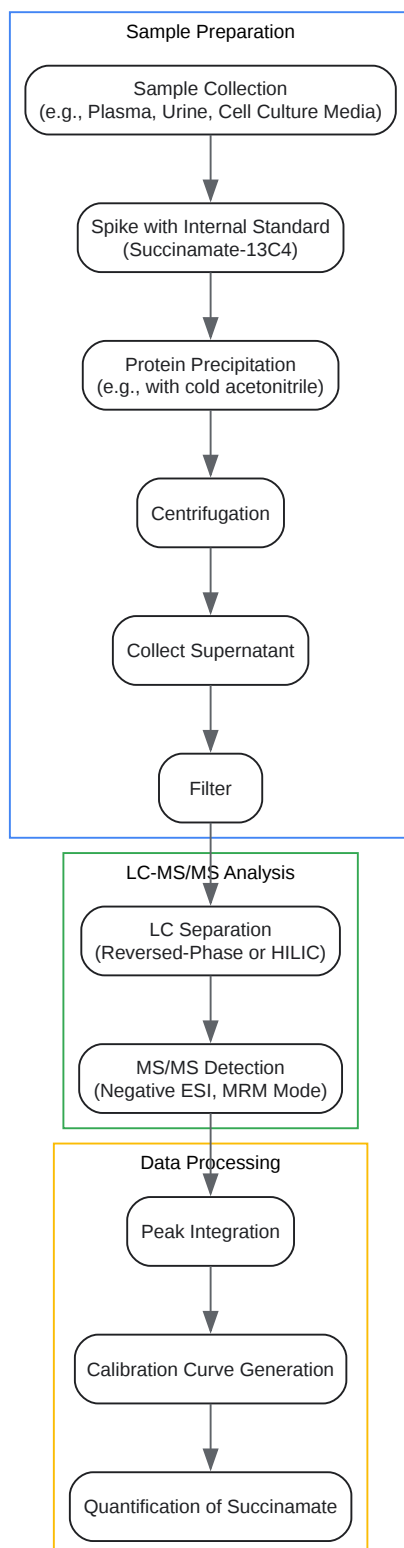 Sample Preparation
Sample Collection
(e.g., Plasma, Urine, Cell Culture Media)
Spike with Internal Standard
(Succinamate-13C4)
Protein Precipitation
(e.g., with cold acetonitrile)
Centrifugation
Collect Supernatant
Filter
LC-MS/MS Analysis
LC Separation
(Reversed-Phase or HILIC)
MS/MS Detection
(Negative ESI, MRM Mode)
Data Processing
Peak Integration
Calibration Curve Generation
Quantification of Succinamate